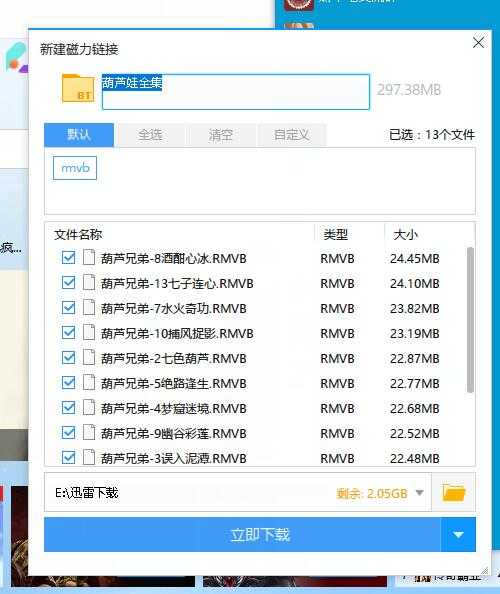 新建磁力链接
BT
葫芦娃全集
297.38MB
默认 全选 清空 自定义 已选：13个文件
rmvb
文件名称 类型 大小
葫芦兄弟-8酒酣心冰.RMVB RMVB 24.45MB
葫芦兄弟-13七子连心.RMVB RMVB 24.10MB
葫芦兄弟-7水火奇功.RMVB RMVB 23.82MB
葫芦兄弟-10捕风捉影.RMVB RMVB 23.19MB
葫芦兄弟-2七色葫芦.RMVB RMVB 22.87MB
葫芦兄弟-5绝路逢生.RMVB RMVB 22.77MB
葫芦兄弟-4梦窟迷境.RMVB RMVB 22.68MB
葫芦兄弟-9幽谷彩莲.RMVB RMVB 22.52MB
葫芦兄弟-3误入泥潭.RMVB RMVB 22.48MB
疯...
E:\迅雷下载 剩余: 2.05GB
立即下载